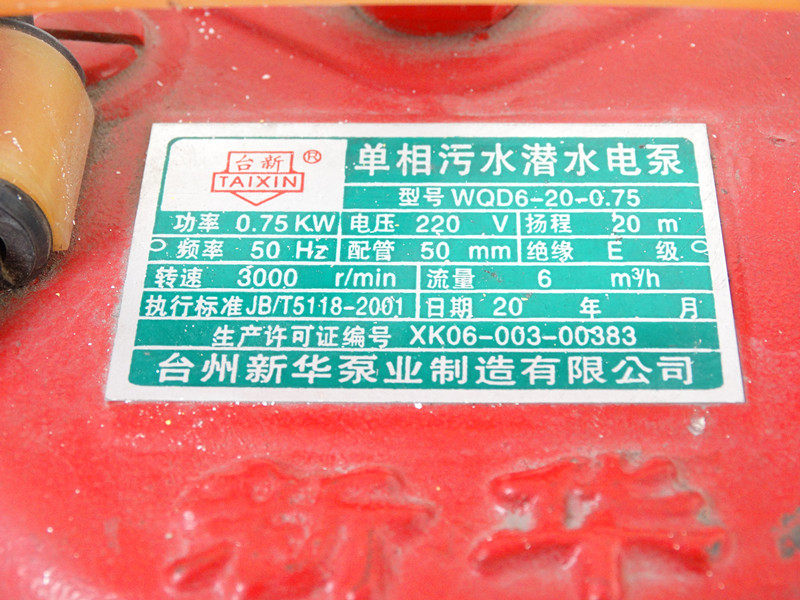 台新®
TAIXIN
单相污水潜水电泵
型号 WQD6-20-0.75
功率 0.75 KW 电压 220 V 扬程 20 m
频率 50 Hz 配管 50 mm 绝缘 E 级
转速 3000 r/min 流量 6 m³/h
执行标准 JB/T5118-2001 日期 20 年 月
生产许可证编号 XK06-003-00383
台州新华泵业制造有限公司
新华